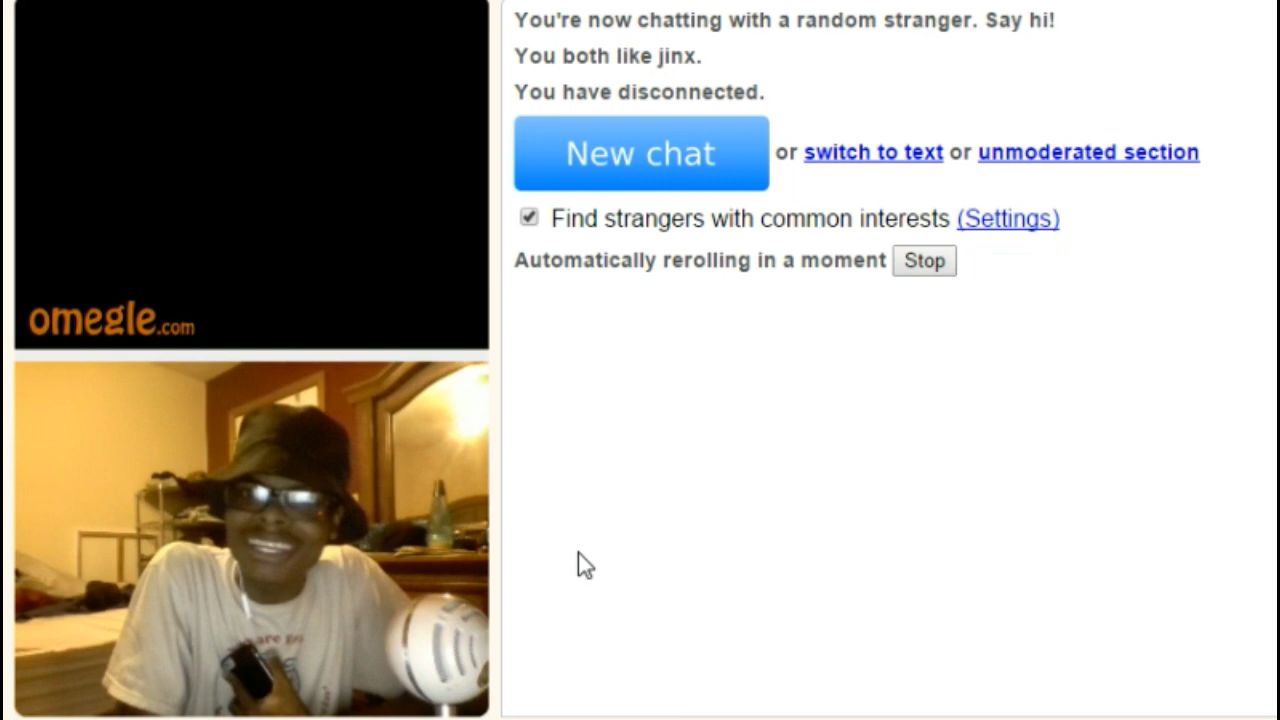 You're now chatting with a random stranger. Say hi!
You both like jinx.
You have disconnected.
New chat or switch to text or unmoderated section
Find strangers with common interests (Settings)
Automatically rerolling in a moment Stop
omegle.com
are